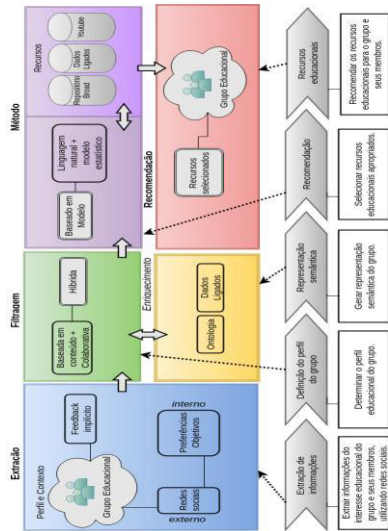 Extração
Perfil e Contexto
Feedback
implícito
Grupo Educacional
interno
Preferências
Objetivos
Redes
sociais
externo
Filtragem
Baseada em
conteúdo +
Colaborativa
Híbrida
Enriquecimento
Ontologia
Dados
Ligados
Método
Baseado em
Modelo
Linguagem
natural + modelo
estatístico
Recursos
Repositório
Broad
Dados
Ligados
Youtube
Recomendação
Recursos
selecionados
Grupo Educacional
Extração de
informações
Extrair informações do
interesse educacional do
grupo e seus membros,
utilizando redes sociais.
Definição do perfil
do grupo
Determinar o perfil
educacional do grupo.
Representação
semântica
Gerar representação
semântica do grupo.
Recomendação
Selecionar recursos
educacionais apropriados.
Recursos
educacionais
Recomendar os recursos
educacionais para o grupo e
seus membros.